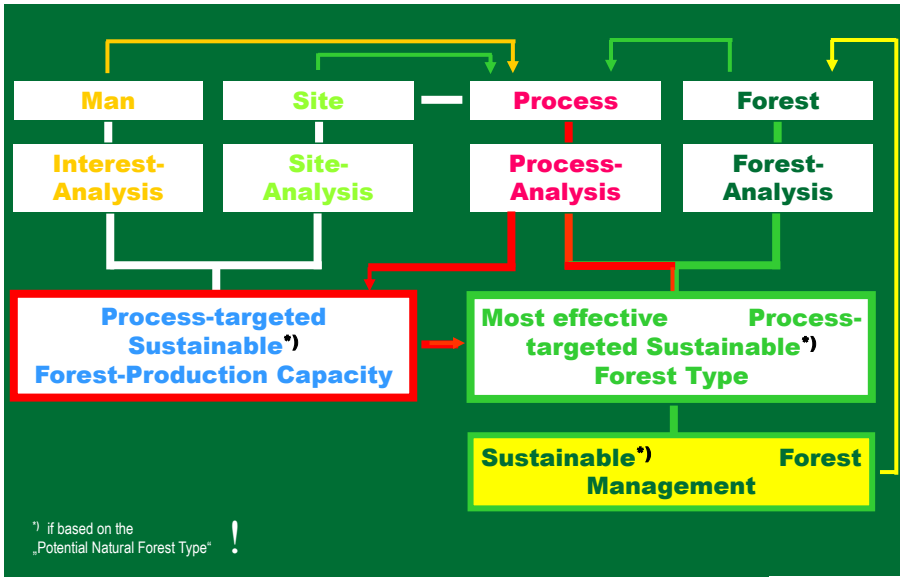 Man
Site
Process
Forest
Interest-
Analysis
Site-
Analysis
Process-
Analysis
Forest-
Analysis
Process-targeted
Sustainable*)
Forest-Production Capacity
Most effective Process-
targeted Sustainable*)
Forest Type
Sustainable*) Forest
Management
*) if based on the
„Potential Natural Forest Type“ !